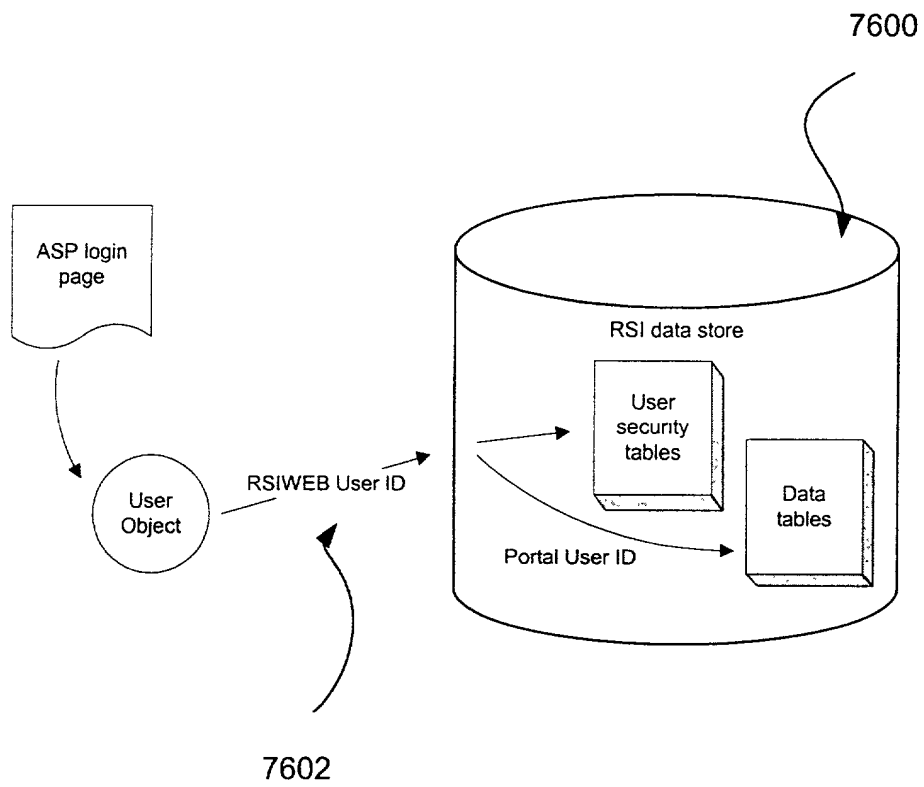 7600
ASP login
page
RSI data store
User
security
tables
RSIWEB User ID
User
Object
Data
tables
Portal User ID
7602